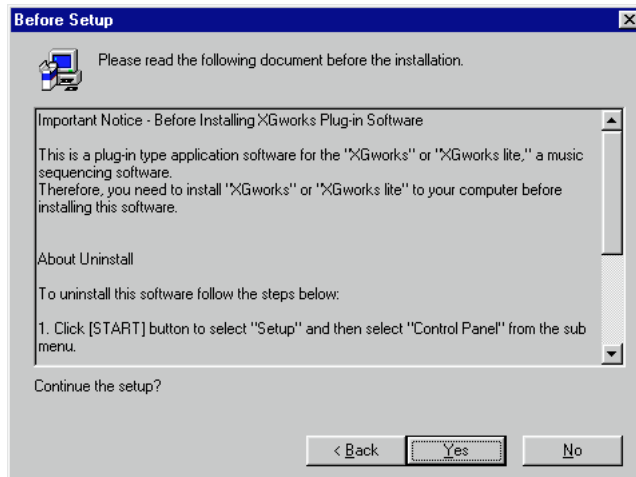 Before Setup
Please read the following document before the installation.
Important Notice - Before Installing XGworks Plug-in Software
This is a plug-in type application software for the "XGworks" or "XGworks lite," a music
sequencing software.
Therefore, you need to install "XGworks" or "XGworks lite" to your computer before
installing this software.
About Uninstall
To uninstall this software follow the steps below:
1. Click [START] button to select "Setup" and then select "Control Panel" from the sub
menu.
Continue the setup?
< Back
Yes
No